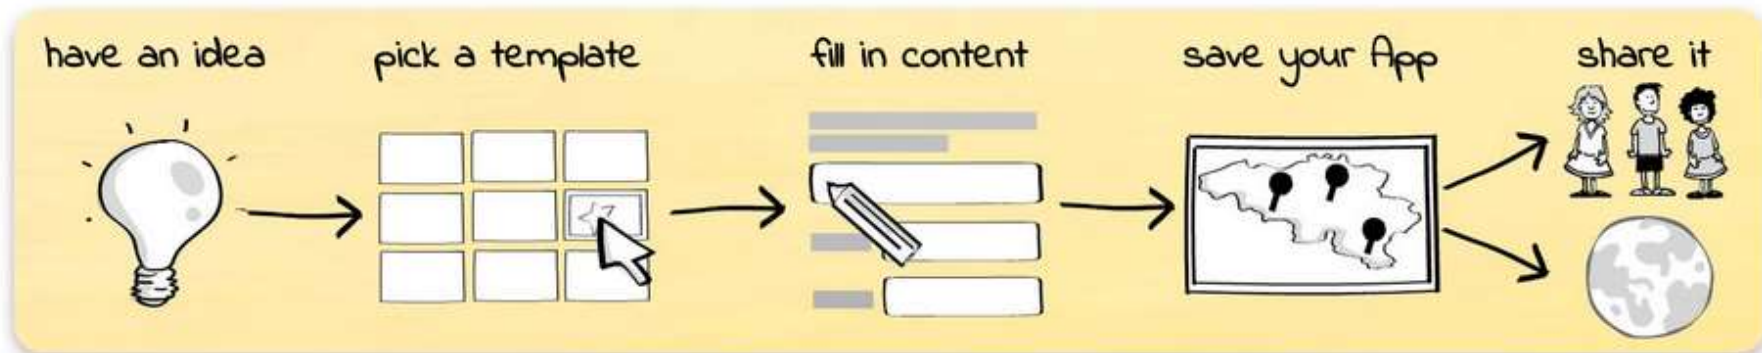 have an idea
pick a template
fill in content
save your App
share it